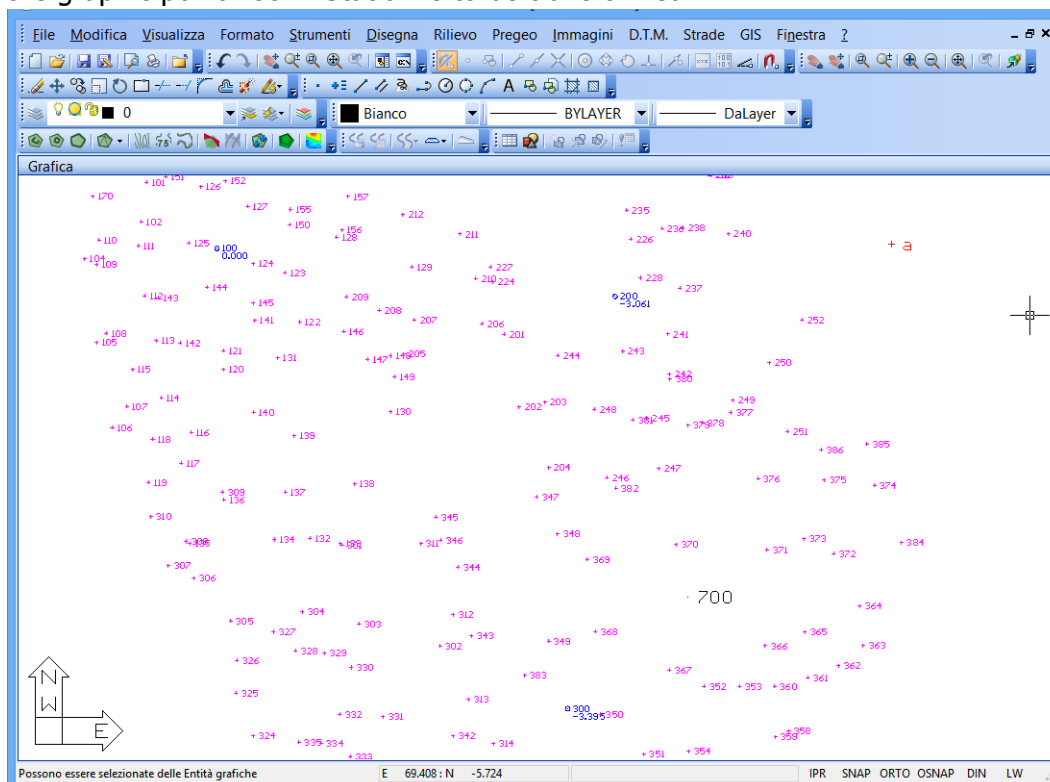 File Modifica Visualizza Formato Strumenti Disegna Rilievo Pregeo Immagini D.T.M. Strade GIS Finestra ?
0 Bianco BYLAYER DaLayer
Grafica
101 151 126 152
170 157
127 155 212 235
102 150
156 211 236 238 240
110 111 125 128 226
100 a
0.000
104 109 124 129 227
123 210 224 228
144 237
112 143 145 209 200
-3.061
208
141 122 207 206 252
108 146 201 241
105 113 142
121 131 147 148 205 244 243
115 120 250
149 242 380
114 249
107 140 130 202 203 248 377
381 245 379 378
106 118 116 139 251
386 385
117 204 247
119 138 246 376 375 374
309 137 382
136 347
310 345
348
308 134 132 311 346 370 373 384
301 371 372
369
307 344
306
700
304 312 364
305 303
327 343 368 365
302 349 366 363
328 329
326 330 362
383 367 361
352 353 360
325 313
300 350
332 331 -3.395
324 342 358
335 334 314 359
333 351 354
N
W
E
Possono essere selezionate delle Entità grafiche E 69.408 : N -5.724 IPR SNAP ORTO OSNAP DIN LW